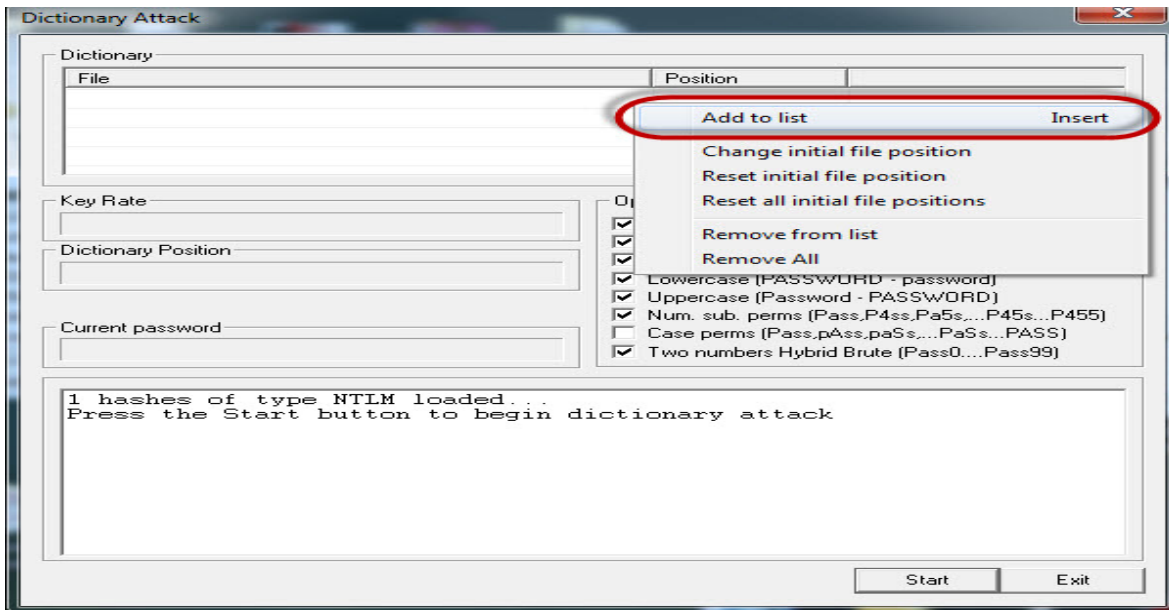 Dictionary Attack
Dictionary
File Position
Add to list Insert
Change initial file position
Reset initial file position
Reset all initial file positions
Remove from list
Remove All
Key Rate
Dictionary Position
Current password
Lowercase (PASSWORD - password)
Uppercase (Password - PASSWORD)
Num. sub. perms (Pass,P4ss,Pa5s,...P45s...P455)
Case perms (Pass,pAss,paSs,...PaSs...PASS)
Two numbers Hybrid Brute (Pass0....Pass99)
1 hashes of type NTLM loaded...
Press the Start button to begin dictionary attack
Start Exit